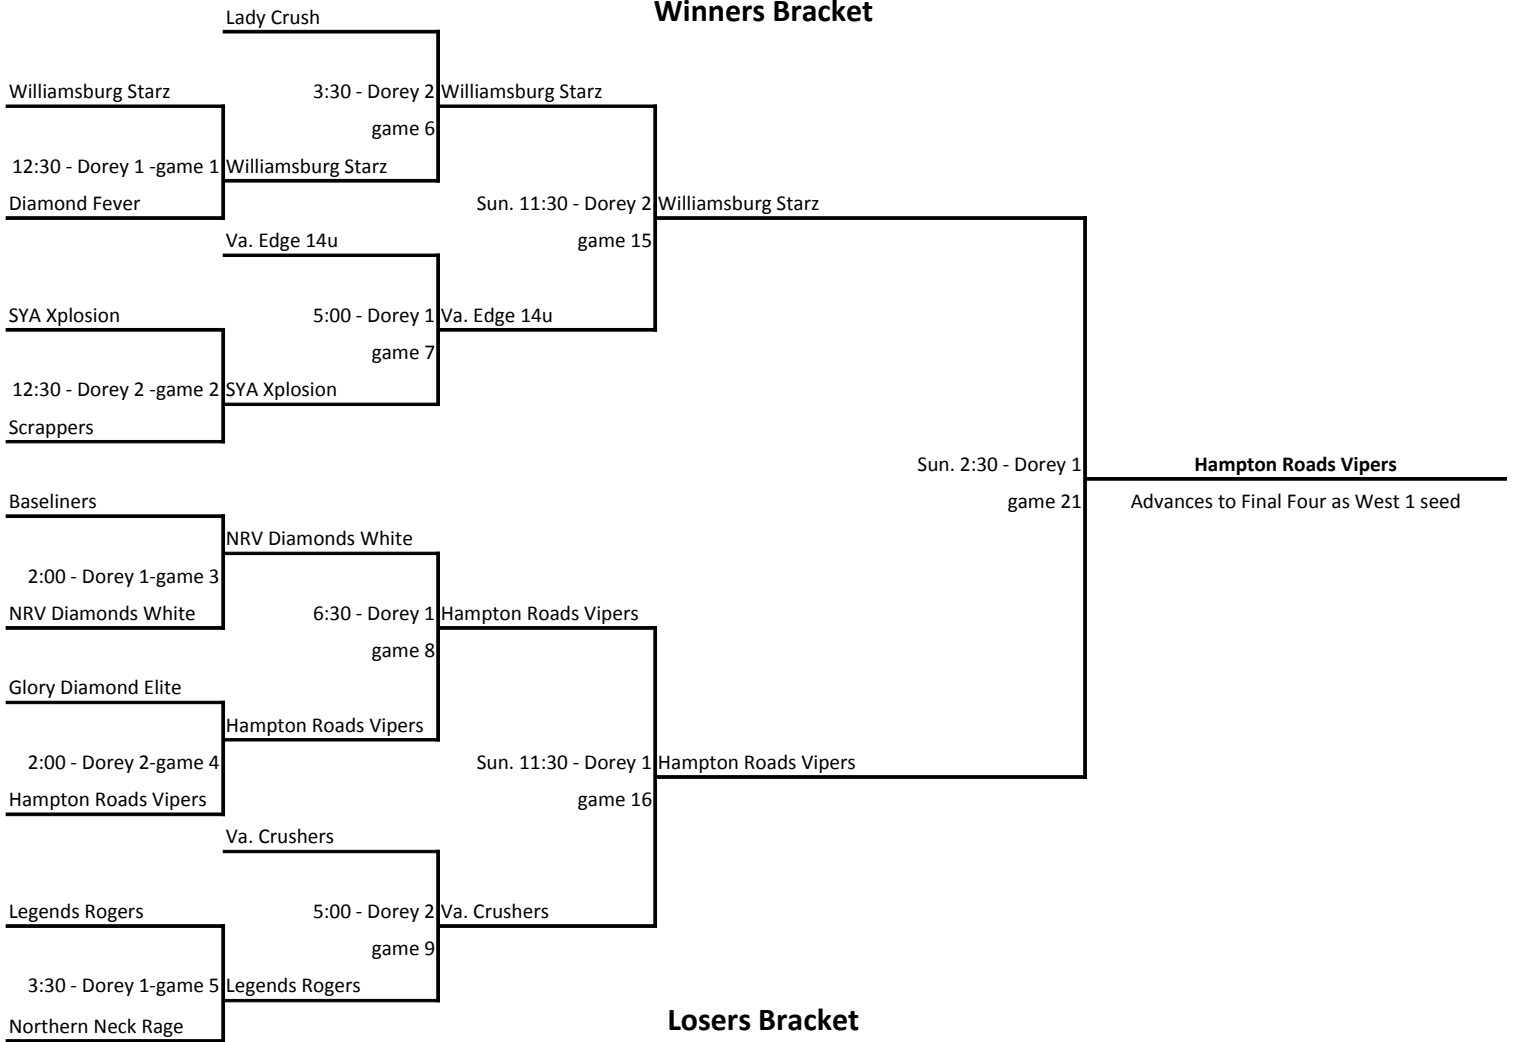 Winners Bracket
Lady Crush
Williamsburg Starz
3:30 - Dorey 2
Williamsburg Starz
game 6
12:30 - Dorey 1 -game 1
Williamsburg Starz
Diamond Fever
Sun. 11:30 - Dorey 2
Williamsburg Starz
Va. Edge 14u
game 15
SYA Xplosion
5:00 - Dorey 1
Va. Edge 14u
game 7
12:30 - Dorey 2 -game 2
SYA Xplosion
Scrappers
Sun. 2:30 - Dorey 1
Hampton Roads Vipers
Baseliners
game 21
Advances to Final Four as West 1 seed
NRV Diamonds White
2:00 - Dorey 1-game 3
NRV Diamonds White
6:30 - Dorey 1
Hampton Roads Vipers
game 8
Glory Diamond Elite
Hampton Roads Vipers
2:00 - Dorey 2-game 4
Sun. 11:30 - Dorey 1
Hampton Roads Vipers
Hampton Roads Vipers
game 16
Va. Crushers
Legends Rogers
5:00 - Dorey 2
Va. Crushers
game 9
3:30 - Dorey 1-game 5
Legends Rogers
Northern Neck Rage
Losers Bracket